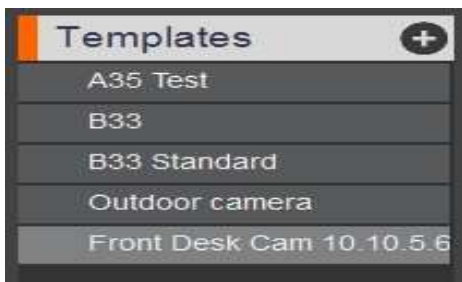 Templates
A35 Test
B33
B33 Standard
Outdoor camera
Front Desk Cam 10.10.5.6